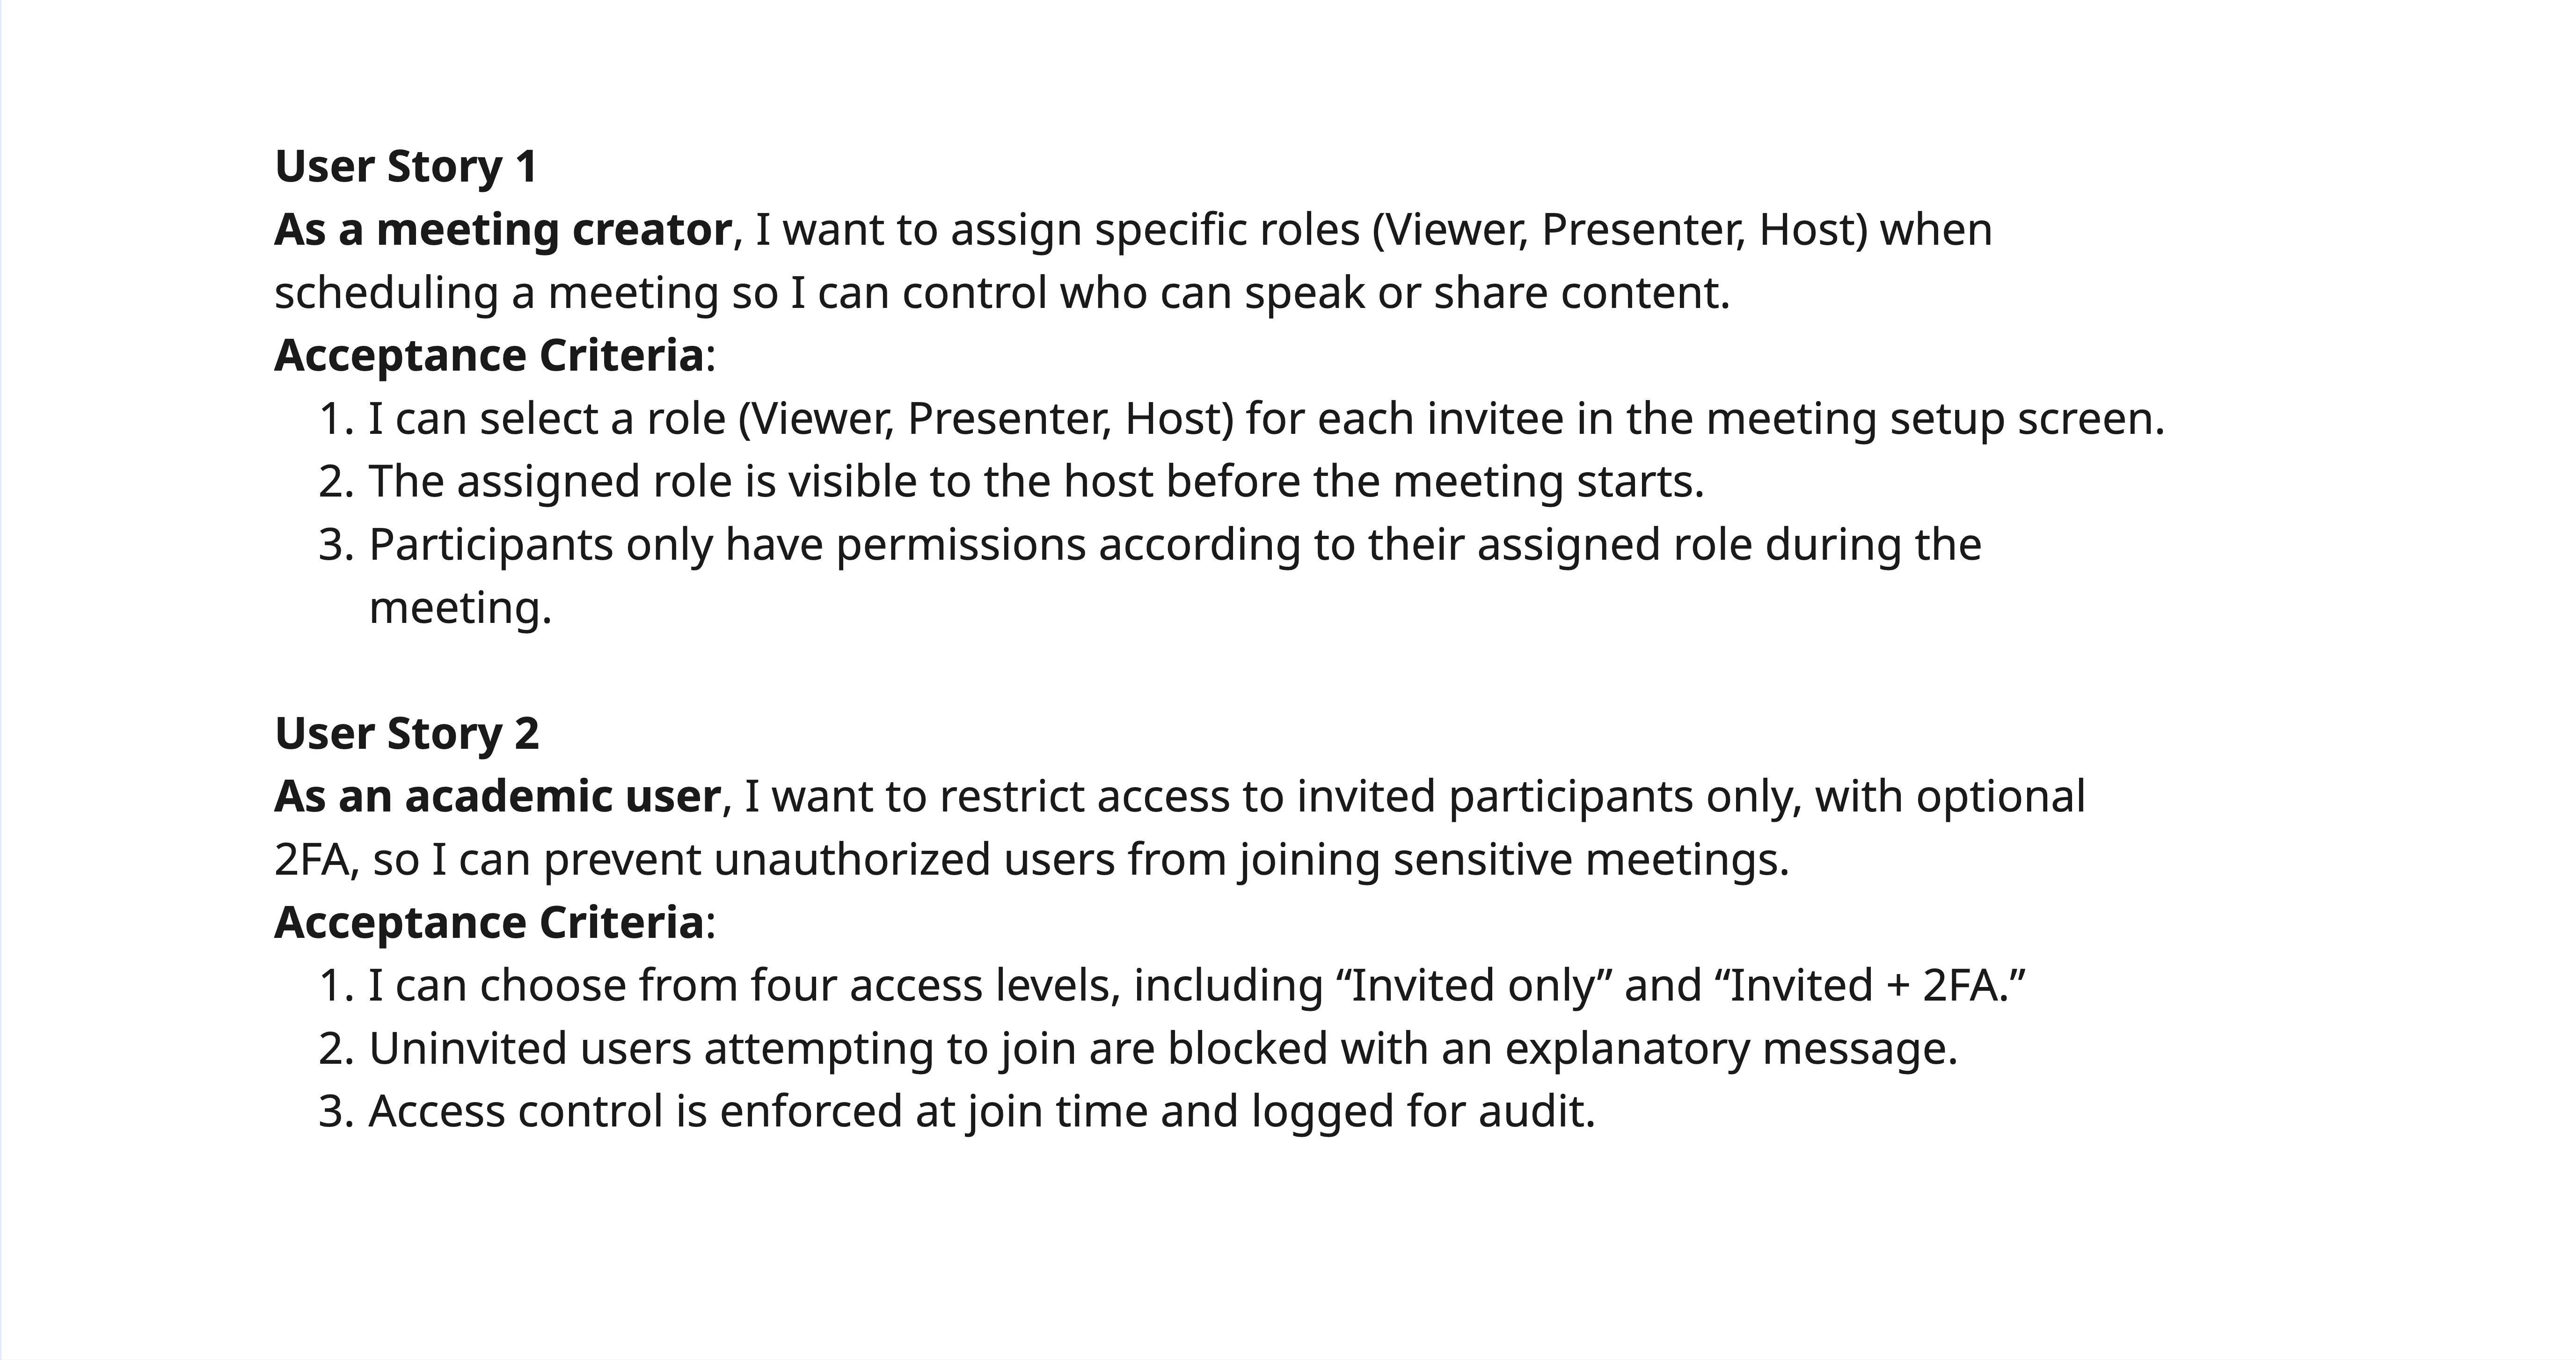 User Story 1
As a meeting creator, I want to assign specific roles (Viewer, Presenter, Host) when
scheduling a meeting so I can control who can speak or share content.
Acceptance Criteria:
1. I can select a role (Viewer, Presenter, Host) for each invitee in the meeting setup screen.
2. The assigned role is visible to the host before the meeting starts.
3. Participants only have permissions according to their assigned role during the
meeting.
User Story 2
As an academic user, I want to restrict access to invited participants only, with optional
2FA, so I can prevent unauthorized users from joining sensitive meetings.
Acceptance Criteria:
1. I can choose from four access levels, including “Invited only” and “Invited + 2FA.”
2. Uninvited users attempting to join are blocked with an explanatory message.
3. Access control is enforced at join time and logged for audit.